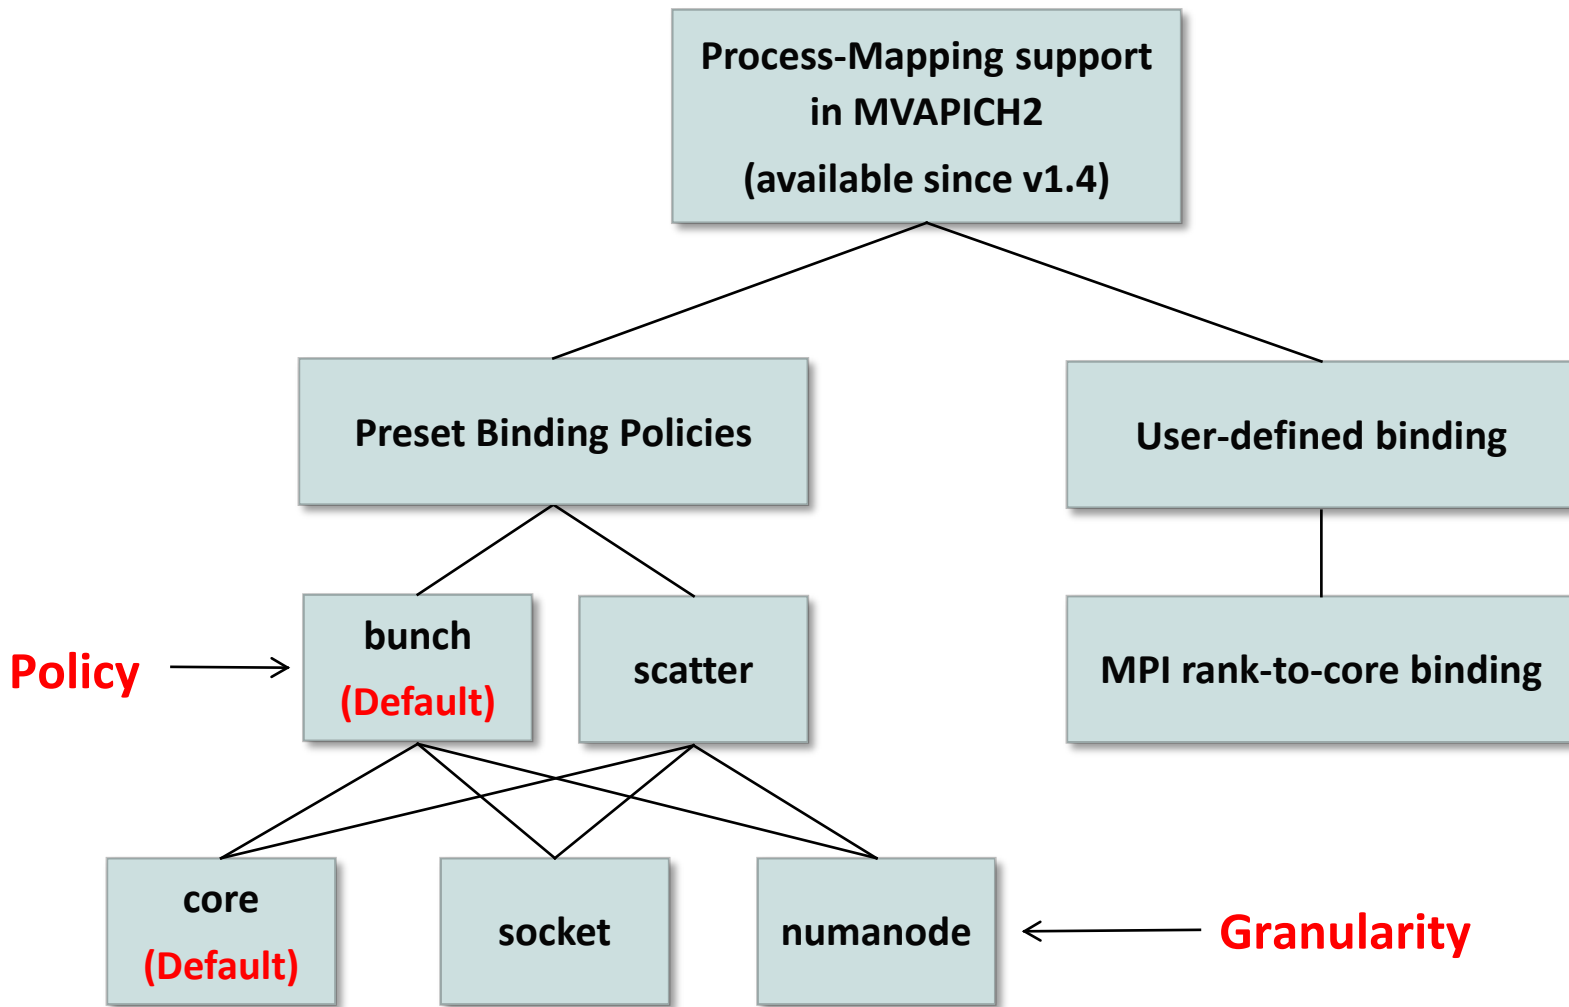 Process-Mapping support
in MVAPICH2
(available since v1.4)
Preset Binding Policies
User-defined binding
Policy
bunch
(Default)
scatter
MPI rank-to-core binding
core
(Default)
socket
numanode
Granularity